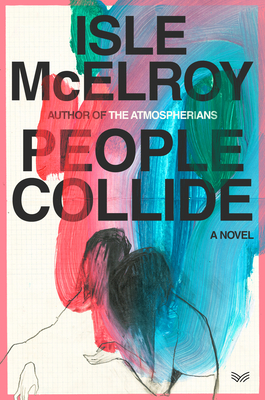 ISLE
McELROY
AUTHOR OF THE ATMOSPHERIANS
PEOPLE
COLLIDE
A NOVEL